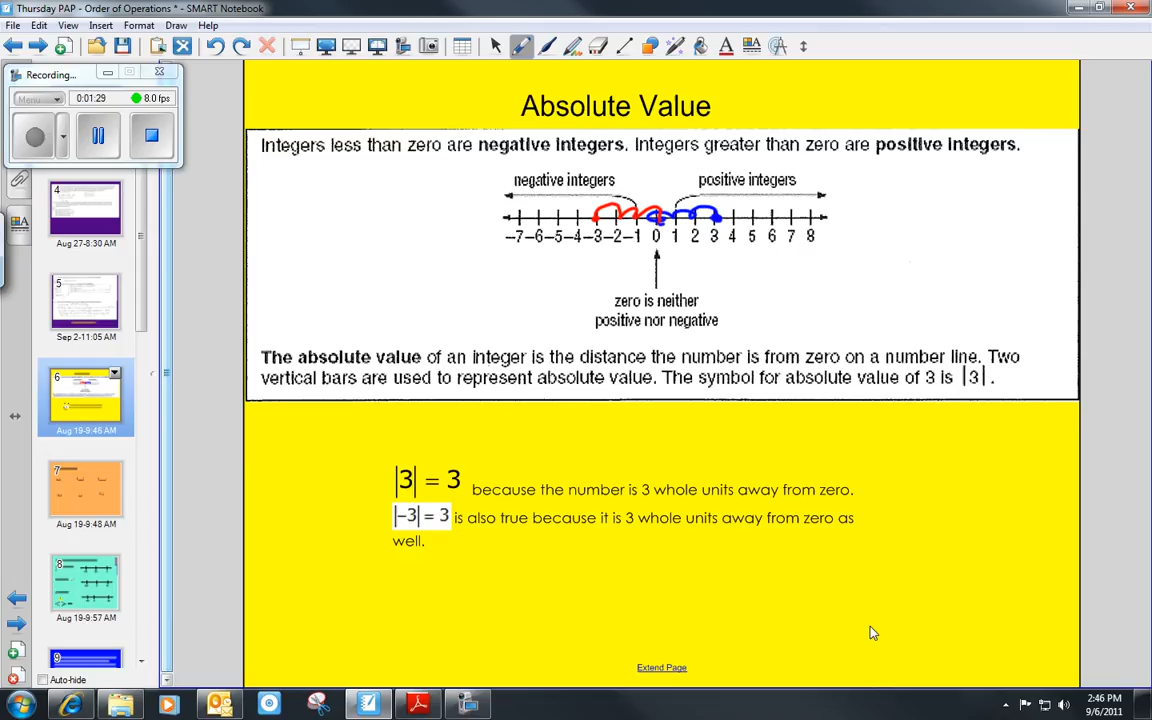 Thursday PAP - Order of Operations * - SMART Notebook
File Edit View Insert Format Tools Draw Help
Recording...
Menu
0:01:29
8.0 fps
4
Aug 27-8:30 AM
5
Sep 2-11:05 AM
6
Aug 19-9:46 AM
7
Aug 19-9:48 AM
8
Aug 19-9:57 AM
9
Auto-hide
Absolute Value
Integers less than zero are negative integers. Integers greater than zero are positive integers.
negative integers positive integers
−7 −6 −5 −4 −3 −2 −1 0 1 2 3 4 5 6 7 8
zero is neither
positive nor negative
The absolute value of an integer is the distance the number is from zero on a number line. Two
vertical bars are used to represent absolute value. The symbol for absolute value of 3 is |3|.
|3| = 3 because the number is 3 whole units away from zero.
|−3| = 3 is also true because it is 3 whole units away from zero as
well.
Extend Page
2:46 PM
9/6/2011